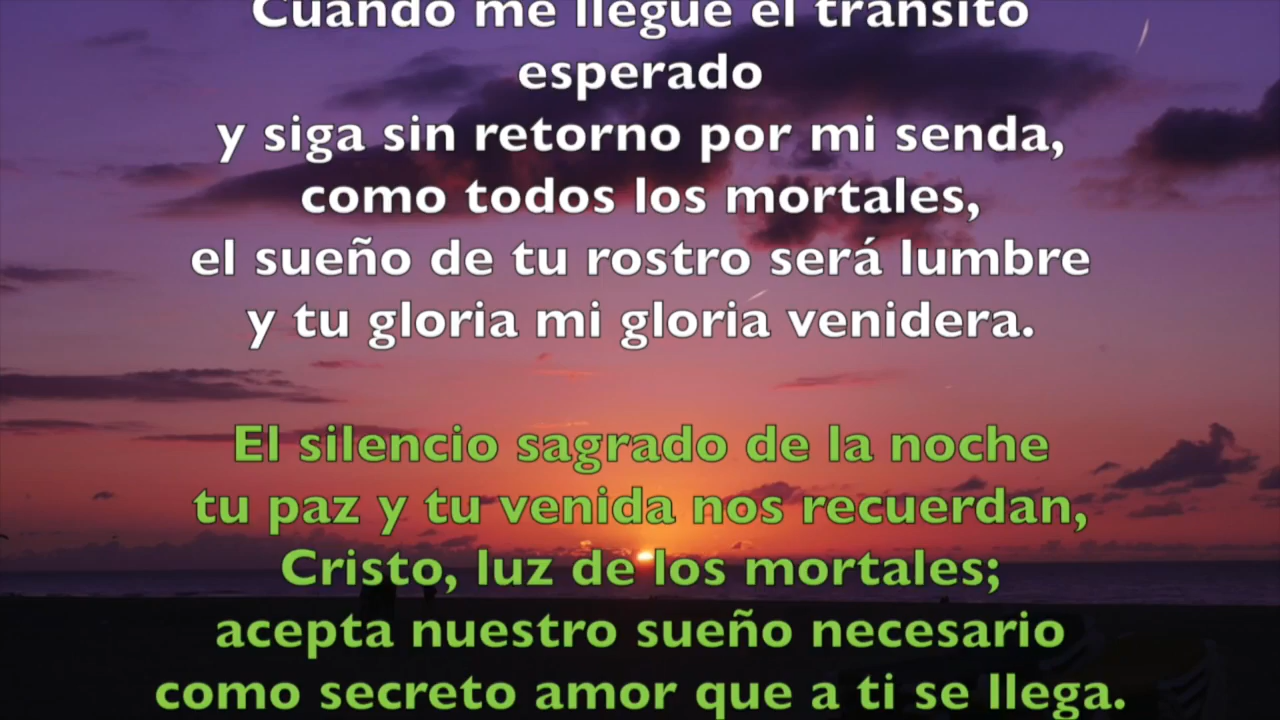 Cuando me llegue el tránsito
esperado
y siga sin retorno por mi senda,
como todos los mortales,
el sueño de tu rostro será lumbre
y tu gloria mi gloria venidera.
El silencio sagrado de la noche
tu paz y tu venida nos recuerdan,
Cristo, luz de los mortales;
acepta nuestro sueño necesario
como secreto amor que a ti se llega.